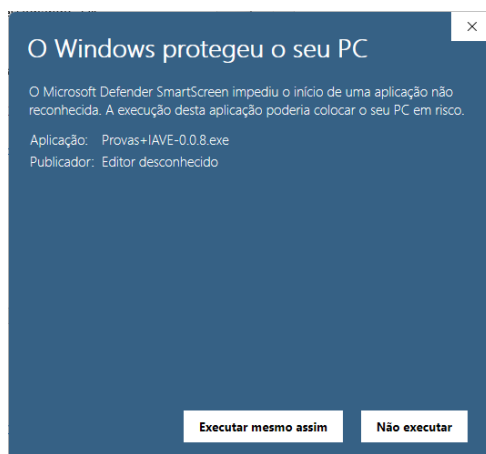 O Windows protegeu o seu PC
O Microsoft Defender SmartScreen impediu o início de uma aplicação não
reconhecida. A execução desta aplicação poderia colocar o seu PC em risco.
Aplicação: Provas+IAVE-0.0.8.exe
Publicador: Editor desconhecido
Executar mesmo assim
Não executar